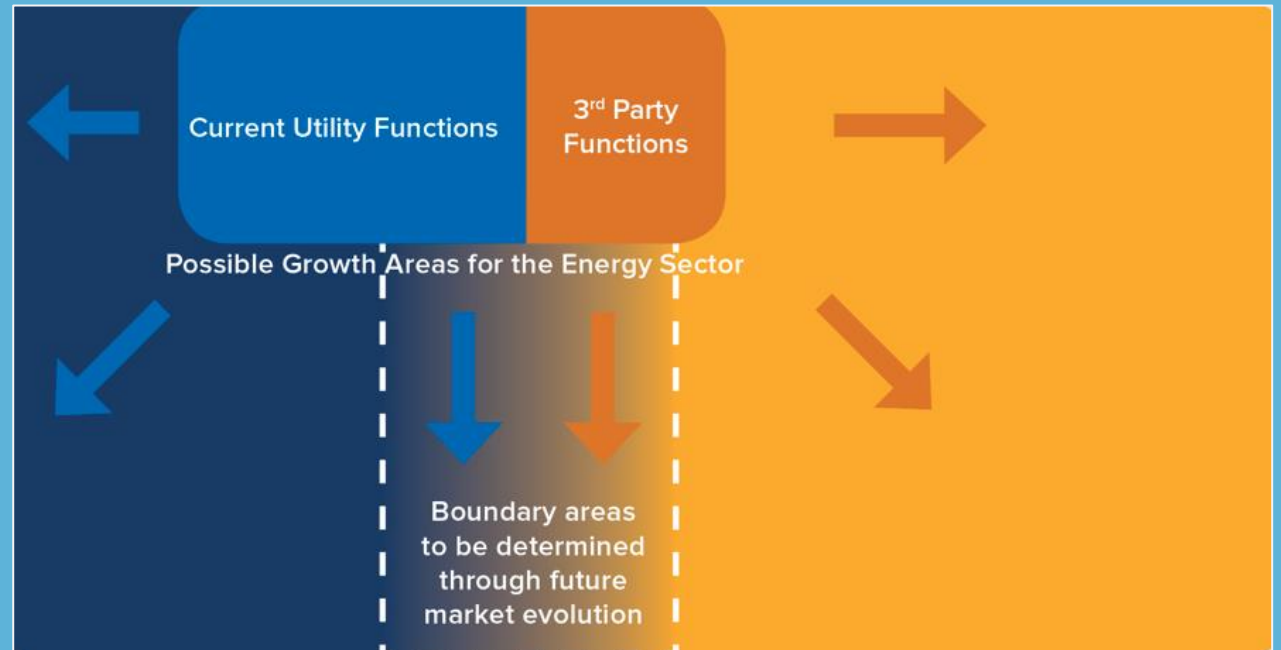 Current Utility Functions
3rd Party
Functions
Possible Growth Areas for the Energy Sector
Boundary areas
to be determined
through future
market evolution